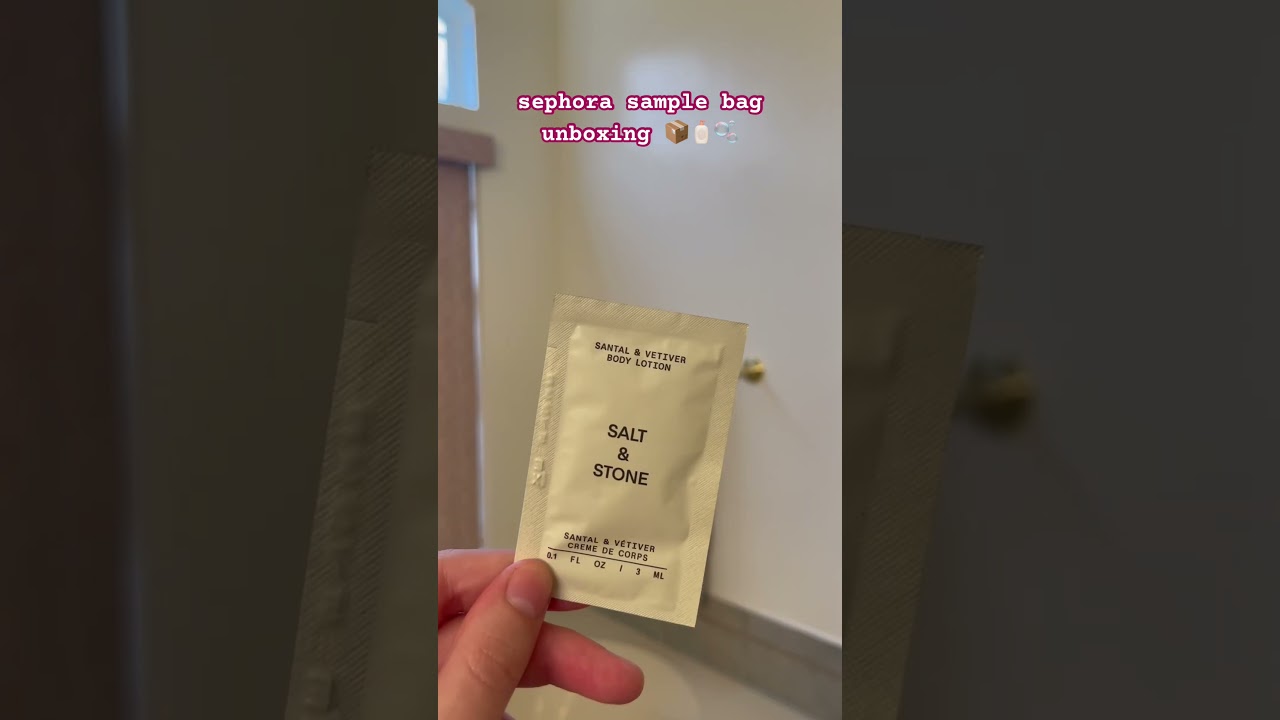 sephora sample bag
unboxing 📦🧴🫧
SANTAL & VETIVER
BODY LOTION
SALT
&
STONE
SANTAL & VÉTIVER
CREME DE CORPS
0.1 FL OZ / 3 ML